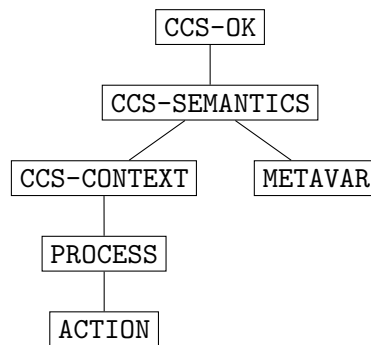 CCS-OK
CCS-SEMANTICS
CCS-CONTEXT METAVAR
PROCESS
ACTION